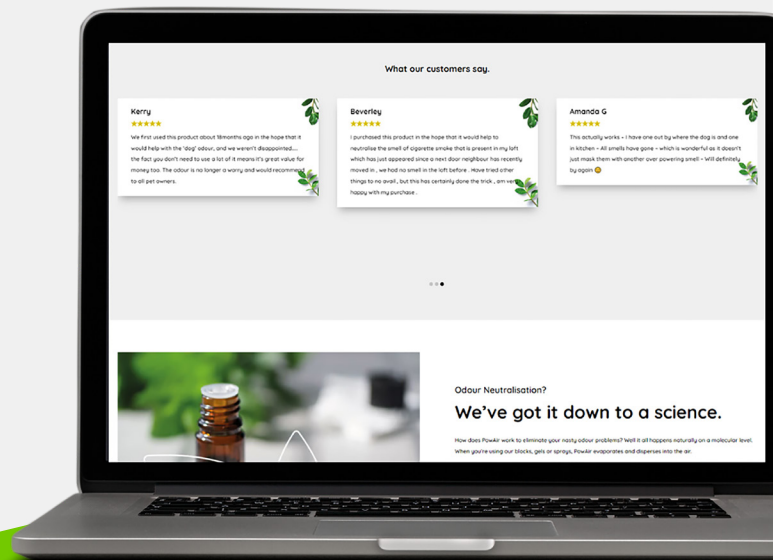 What our customers say.
Kerry
We first used this product about 18months ago in the hope that it
would help with the 'dog' odour, and we weren't disappointed.....
the fact you don't need to use a lot of it means it's great value for
money too. The odour is no longer a worry and would recommend
to all pet owners.
Beverley
I purchased this product in the hope that it would help to
neutralise the smell of cigarette smoke that is present in my loft
which has just appeared since a next door neighbour has recently
moved in , we had no smell in the loft before . Have tried other
things to no avail , but this has certainly done the trick , am very
happy with my purchase .
Amanda G
This actually works – I have one out by where the dog is and one
in kitchen – All smells have gone – which is wonderful as it doesn't
just mask them with another over powering smell – Will definitely
by again 😊
Odour Neutralisation?
We've got it down to a science.
How does PowAir work to eliminate your nasty odour problems? Well it all happens naturally on a molecular level.
When you're using our blocks, gels or sprays, PowAir evaporates and disperses into the air.